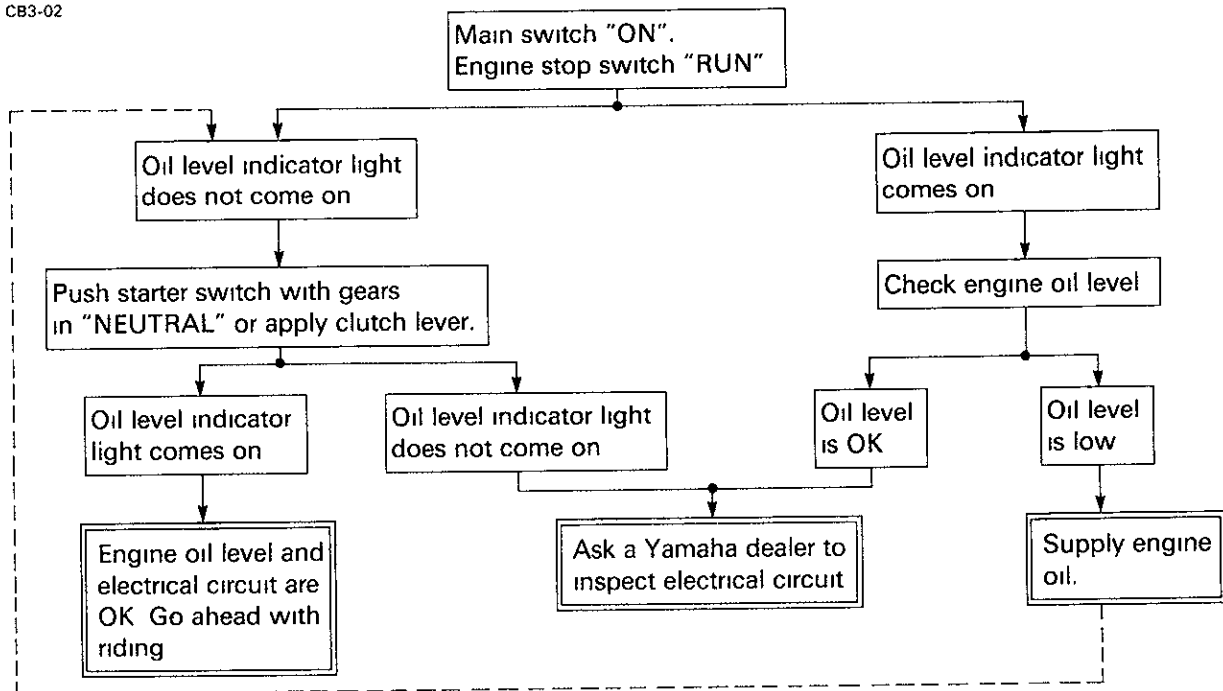 CB3-02
Main switch "ON".
Engine stop switch "RUN"
Oil level indicator light
does not come on
Oil level indicator light
comes on
Push starter switch with gears
in "NEUTRAL" or apply clutch lever.
Check engine oil level
Oil level indicator
light comes on
Oil level indicator light
does not come on
Oil level
is OK
Oil level
is low
Engine oil level and
electrical circuit are
OK Go ahead with
riding
Ask a Yamaha dealer to
inspect electrical circuit
Supply engine
oil.